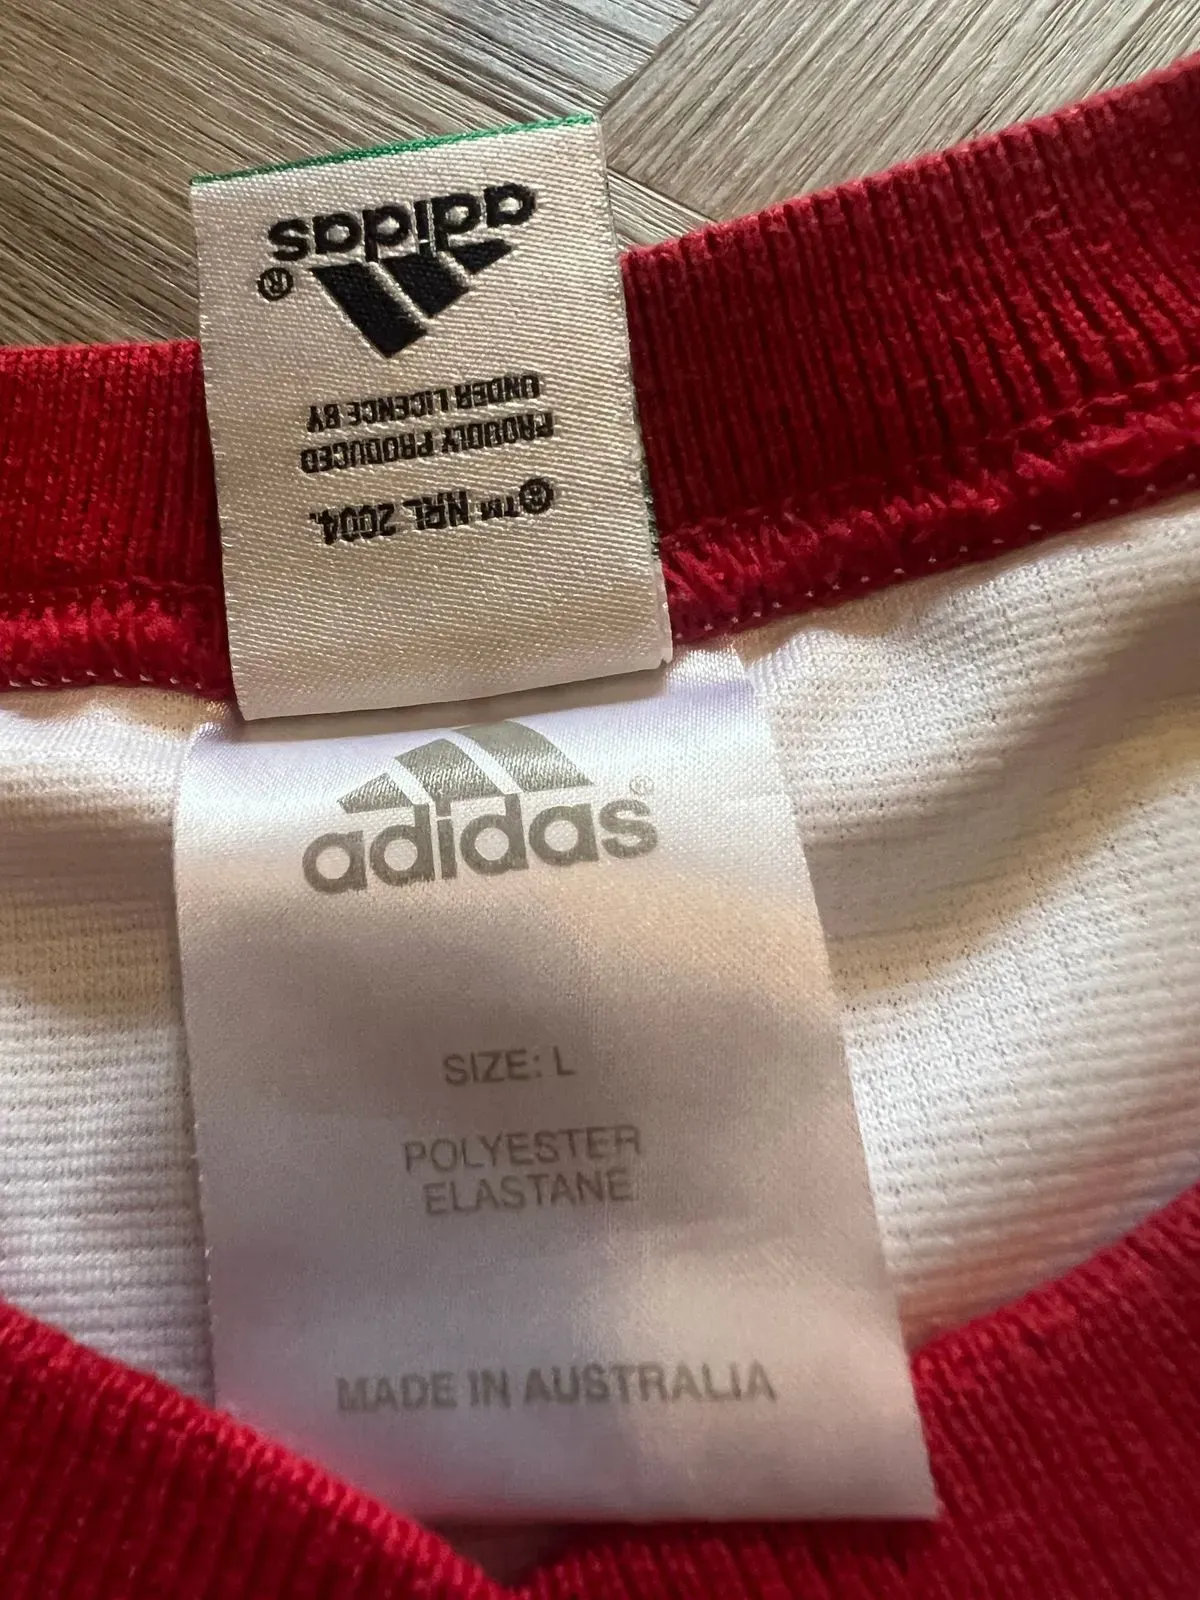 ®™ NRL 2004.
PROUDLY PRODUCED
UNDER LICENCE BY
adidas®
adidas®
SIZE: L
POLYESTER
ELASTANE
MADE IN AUSTRALIA